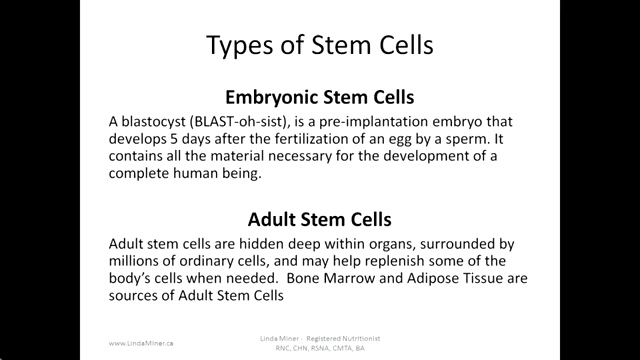 Types of Stem Cells
Embryonic Stem Cells
A blastocyst (BLAST-oh-sist), is a pre-implantation embryo that
develops 5 days after the fertilization of an egg by a sperm. It
contains all the material necessary for the development of a
complete human being.
Adult Stem Cells
Adult stem cells are hidden deep within organs, surrounded by
millions of ordinary cells, and may help replenish some of the
body's cells when needed.  Bone Marrow and Adipose Tissue are
sources of Adult Stem Cells
www.LindaMiner.ca
Linda Miner - Registered Nutritionist
RNC, CHN, RSNA, CMTA, BA